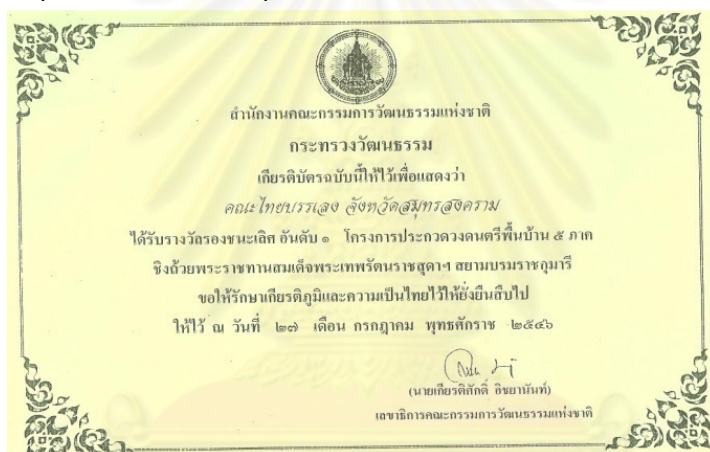 สำนักงานคณะกรรมการวัฒนธรรมแห่งชาติ
กระทรวงวัฒนธรรม
เกียรติบัตรฉบับนี้ให้ไว้เพื่อแสดงว่า
คณะไทยบรรเลง จังหวัดสมุทรสงคราม
ได้รับรางวัลรองชนะเลิศ อันดับ ๑ โครงการประกวดวงดนตรีพื้นบ้าน ๕ ภาค
ชิงถ้วยพระราชทานสมเด็จพระเทพรัตนราชสุดาฯ สยามบรมราชกุมารี
ขอให้รักษาเกียรติภูมิและความเป็นไทยไว้ให้ยั่งยืนสืบไป
ให้ไว้ ณ วันที่ ๒๗ เดือน กรกฎาคม พุทธศักราช ๒๕๔๖
(นายเกียรติศักดิ์ อิชยานันท์)
เลขาธิการคณะกรรมการวัฒนธรรมแห่งชาติ